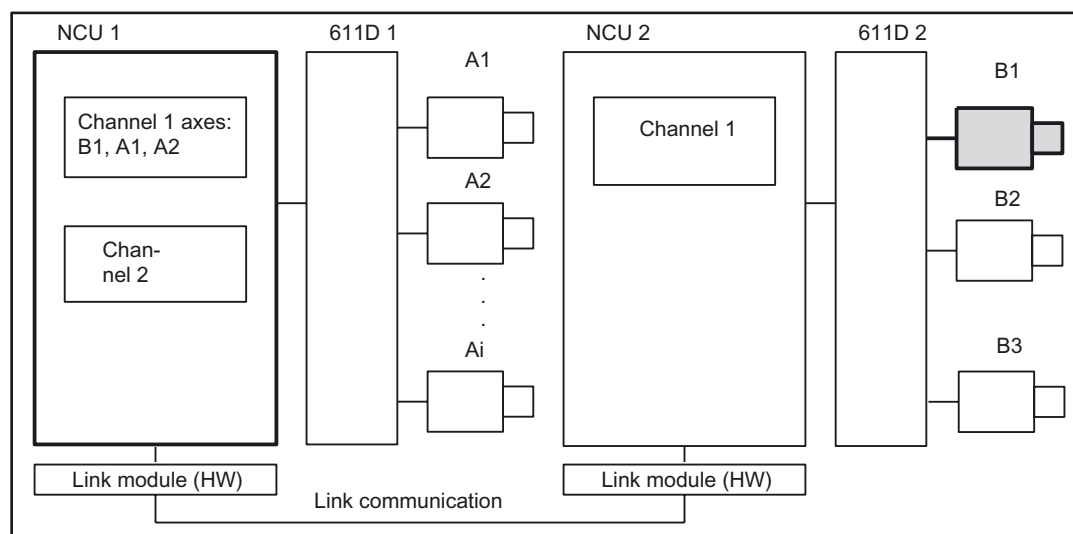 NCU 1
611D 1
NCU 2
611D 2
A1
B1
Channel 1 axes:
B1, A1, A2
Channel 1
A2
B2
Chan-
nel 2
. . .
Ai
B3
Link module (HW)
Link module (HW)
Link communication